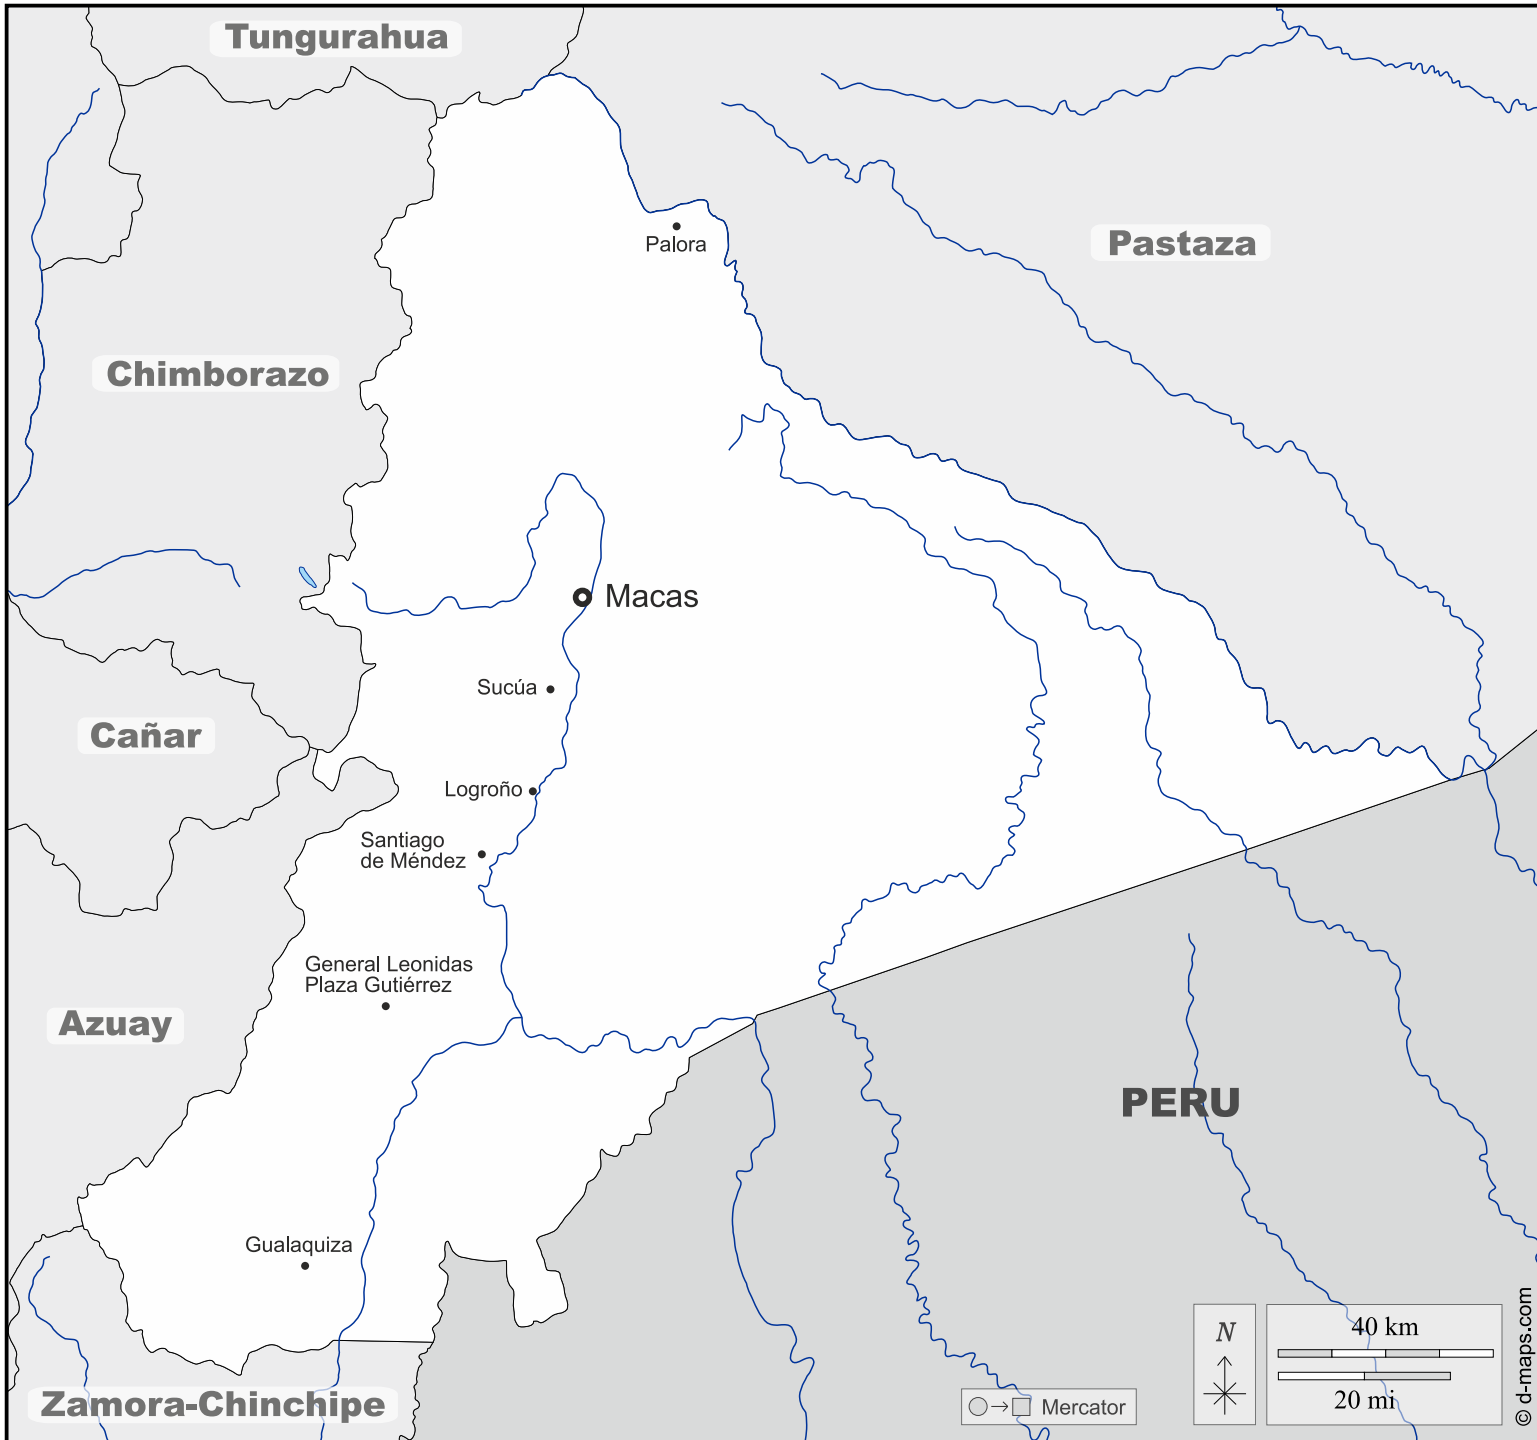 Tungurahua
Palora
Pastaza
Chimborazo
Macas
Sucúa
Cañar
Logroño
Santiago
de Méndez
General Leonidas
Plaza Gutiérrez
Azuay
PERU
Gualaquiza
Zamora-Chinchipe
Mercator
N
40 km
20 mi
© d-maps.com